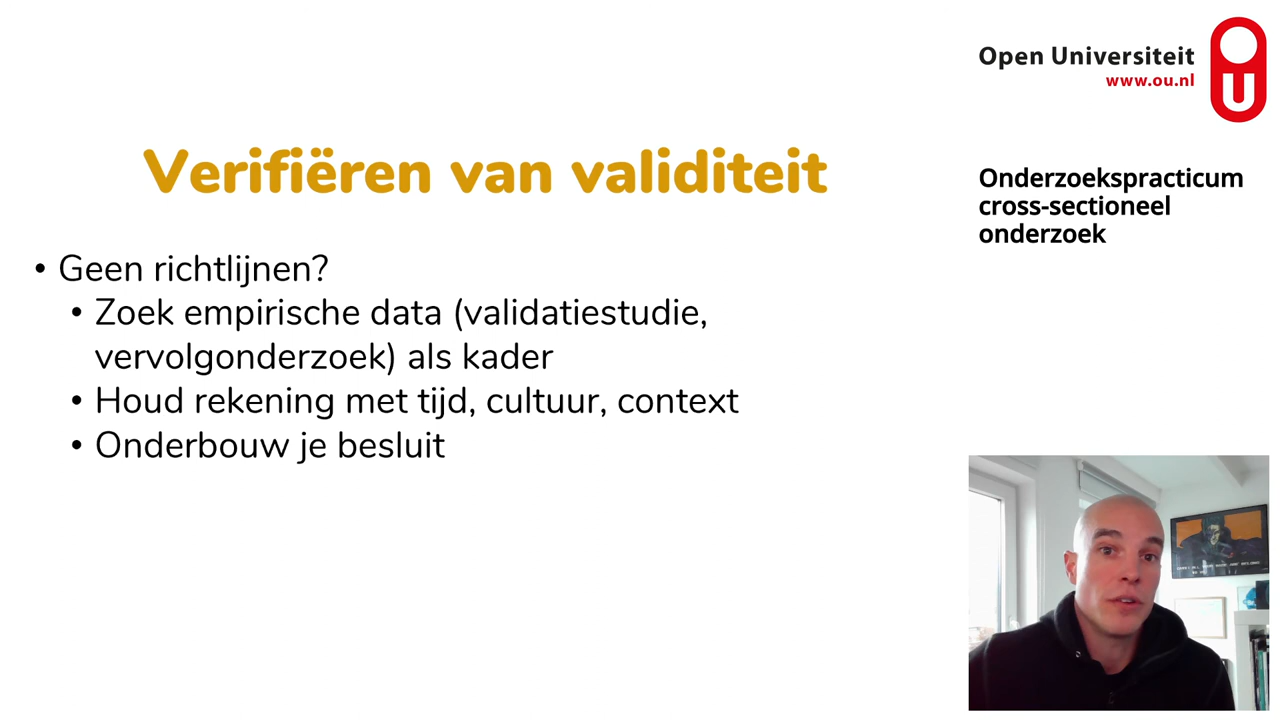 Open Universiteit
www.ou.nl
Verifiëren van validiteit
Onderzoekspracticum
cross-sectioneel
onderzoek
• Geen richtlijnen?
• Zoek empirische data (validatiestudie,
vervolgonderzoek) als kader
• Houd rekening met tijd, cultuur, context
• Onderbouw je besluit